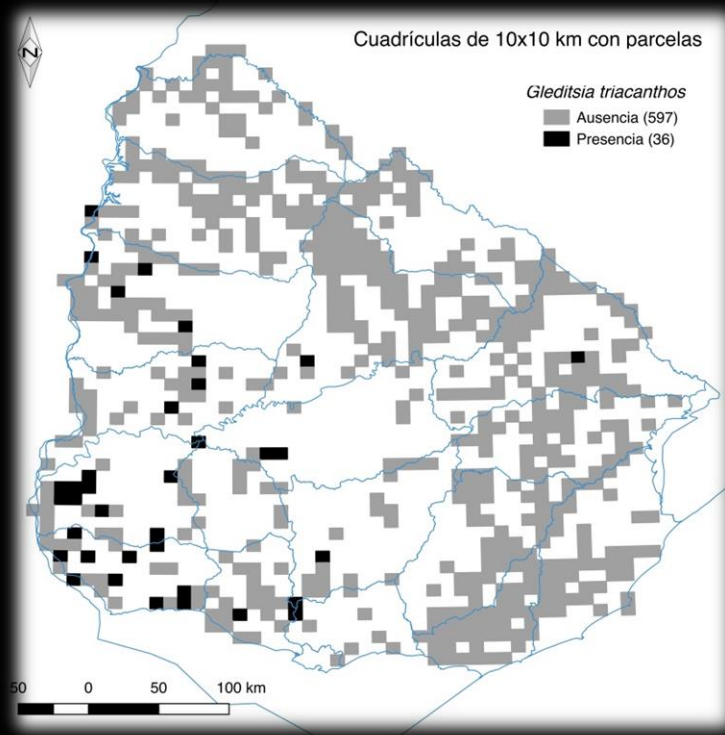 N
Cuadrículas de 10x10 km con parcelas
Gleditsia triacanthos
Ausencia (597)
Presencia (36)
50 0 50 100 km